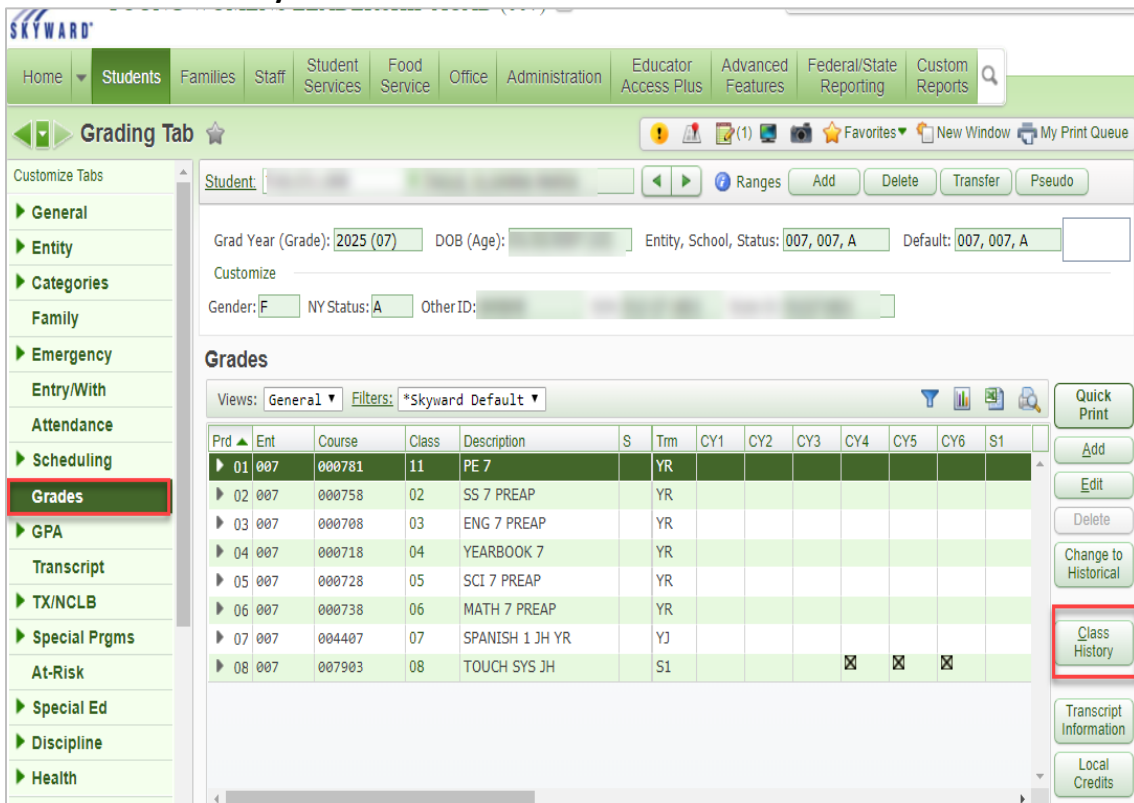 SKYWARD
Home Students Families Staff Student Services Food Service Office Administration Educator Access Plus Advanced Features Federal/State Reporting Custom Reports
Grading Tab (1) Favorites New Window My Print Queue
Customize Tabs
General
Entity
Categories
Family
Emergency
Entry/With
Attendance
Scheduling
Grades
GPA
Transcript
TX/NCLB
Special Prgms
At-Risk
Special Ed
Discipline
Health
Student: Ranges Add Delete Transfer Pseudo
Grad Year (Grade): 2025 (07) DOB (Age): Entity, School, Status: 007, 007, A Default: 007, 007, A
Customize
Gender: F NY Status: A Other ID:
Grades
Views: General Filters: *Skyward Default
Prd Ent Course Class Description S Trm CY1 CY2 CY3 CY4 CY5 CY6 S1
01 007 000781 11 PE 7 YR
02 007 000758 02 SS 7 PREAP YR
03 007 000708 03 ENG 7 PREAP YR
04 007 000718 04 YEARBOOK 7 YR
05 007 000728 05 SCI 7 PREAP YR
06 007 000738 06 MATH 7 PREAP YR
07 007 004407 07 SPANISH 1 JH YR YJ
08 007 007903 08 TOUCH SYS JH S1
Quick Print
Add
Edit
Delete
Change to Historical
Class History
Transcript Information
Local Credits